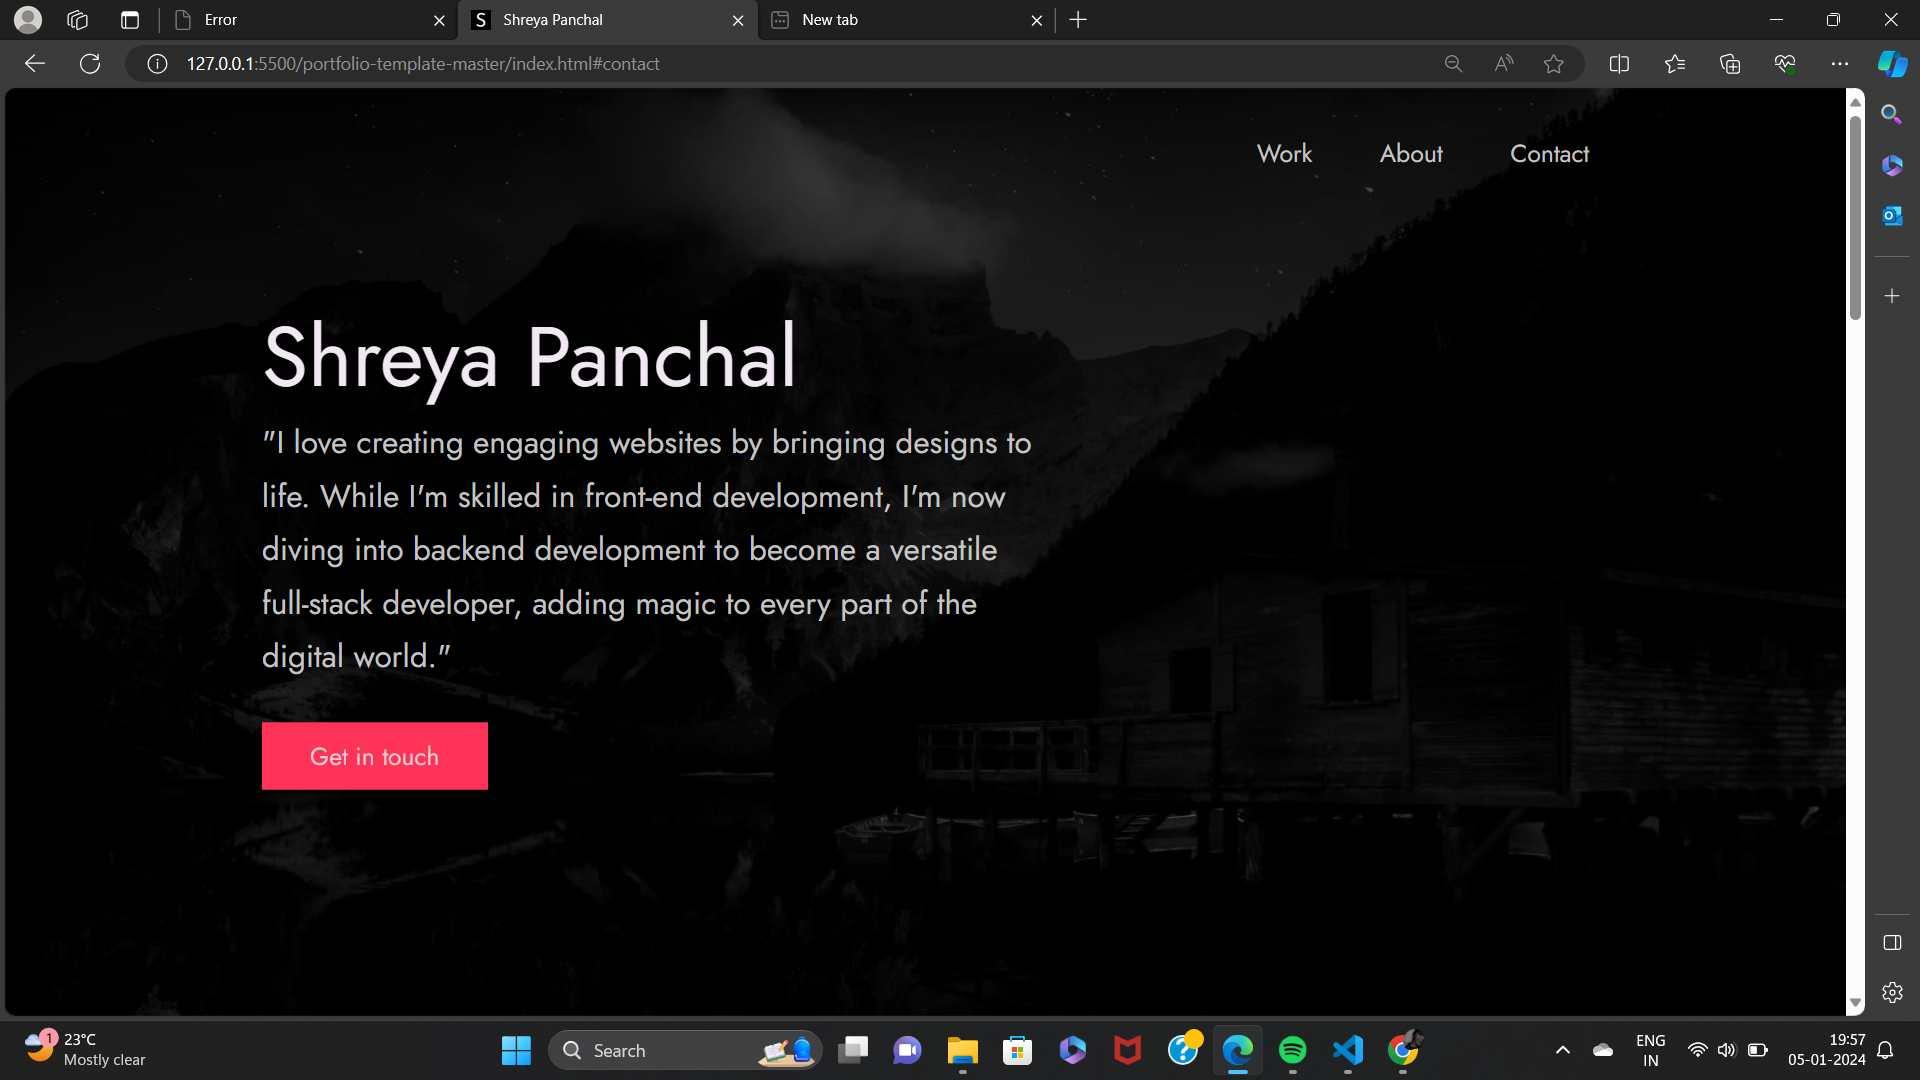 Error
S Shreya Panchal
New tab
127.0.0.1:5500/portfolio-template-master/index.html#contact
Work About Contact
Shreya Panchal
"I love creating engaging websites by bringing designs to
life. While I'm skilled in front-end development, I'm now
diving into backend development to become a versatile
full-stack developer, adding magic to every part of the
digital world."
Get in touch
1
23°C
Mostly clear
Search
ENG
IN
19:57
05-01-2024